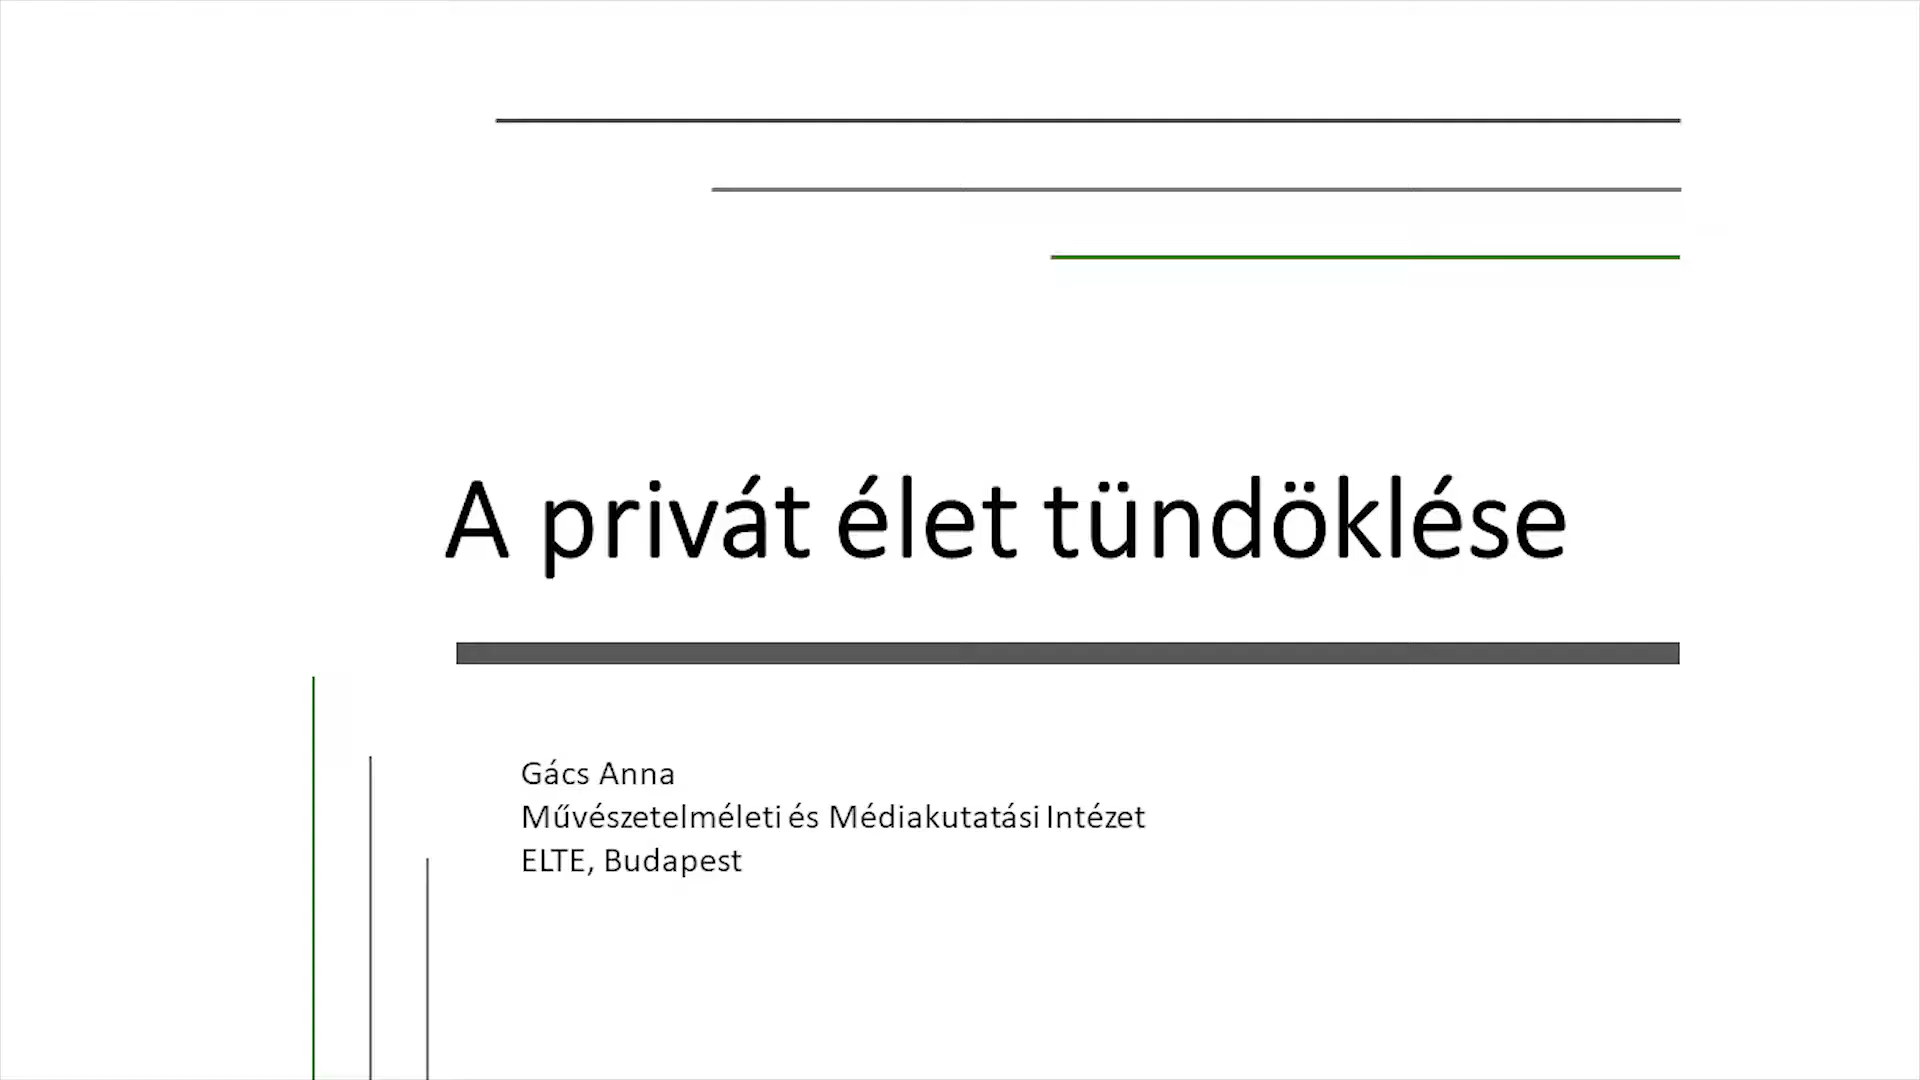 A privát élet tündöklése
Gács Anna
Művészetelméleti és Médiakutatási Intézet
ELTE, Budapest